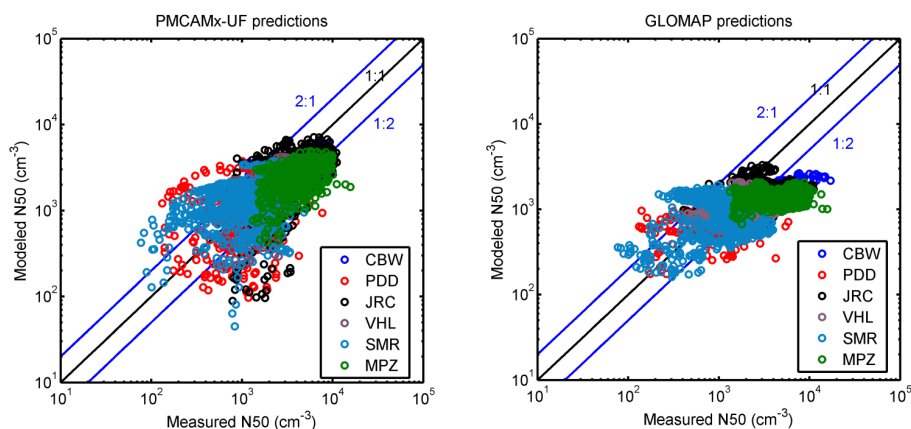 PMCAMx-UF predictions
10^5
10^4
10^3
10^2
10^1
Modeled N50 (cm^-3)
2:1
1:1
1:2
CBW
PDD
JRC
VHL
SMR
MPZ
10^1 10^2 10^3 10^4 10^5
Measured N50 (cm^-3)
GLOMAP predictions
10^5
10^4
10^3
10^2
10^1
Modeled N50 (cm^-3)
2:1
1:1
1:2
CBW
PDD
JRC
VHL
SMR
MPZ
10^1 10^2 10^3 10^4 10^5
Measured N50 (cm^-3)